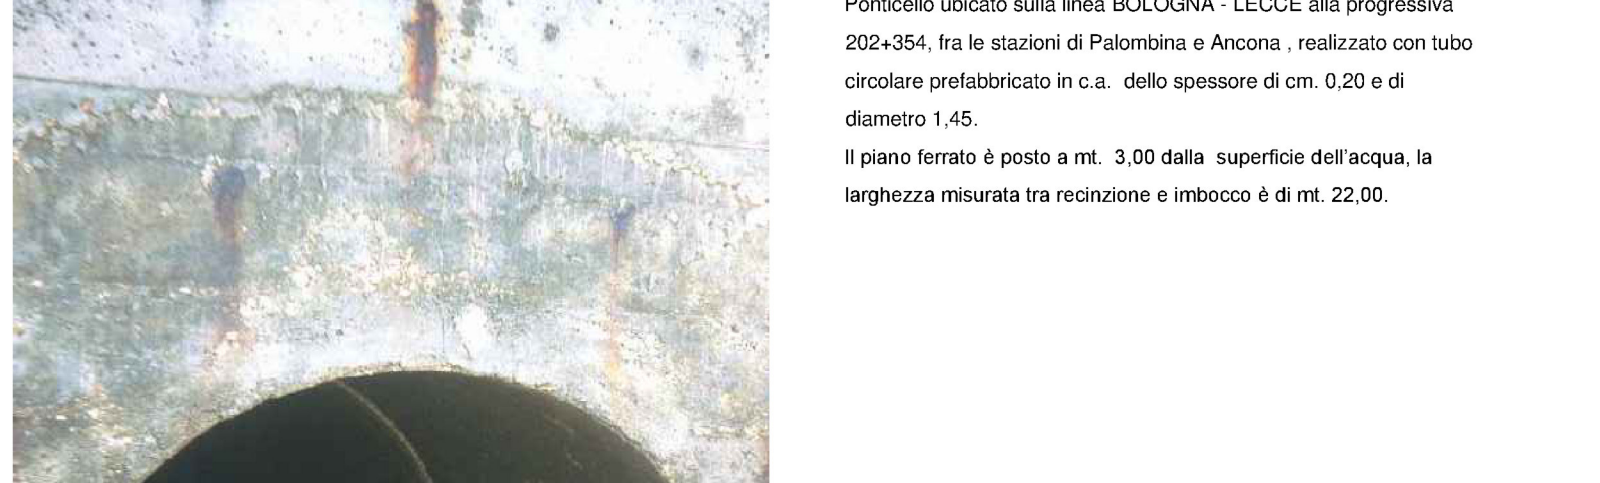 Ponticello ubicato sulla linea BOLOGNA - LECCE alla progressiva
202+354, fra le stazioni di Palombina e Ancona , realizzato con tubo
circolare prefabbricato in c.a.  dello spessore di cm. 0,20 e di
diametro 1,45.
Il piano ferrato è posto a mt.  3,00 dalla  superficie dell'acqua, la
larghezza misurata tra recinzione e imbocco è di mt. 22,00.